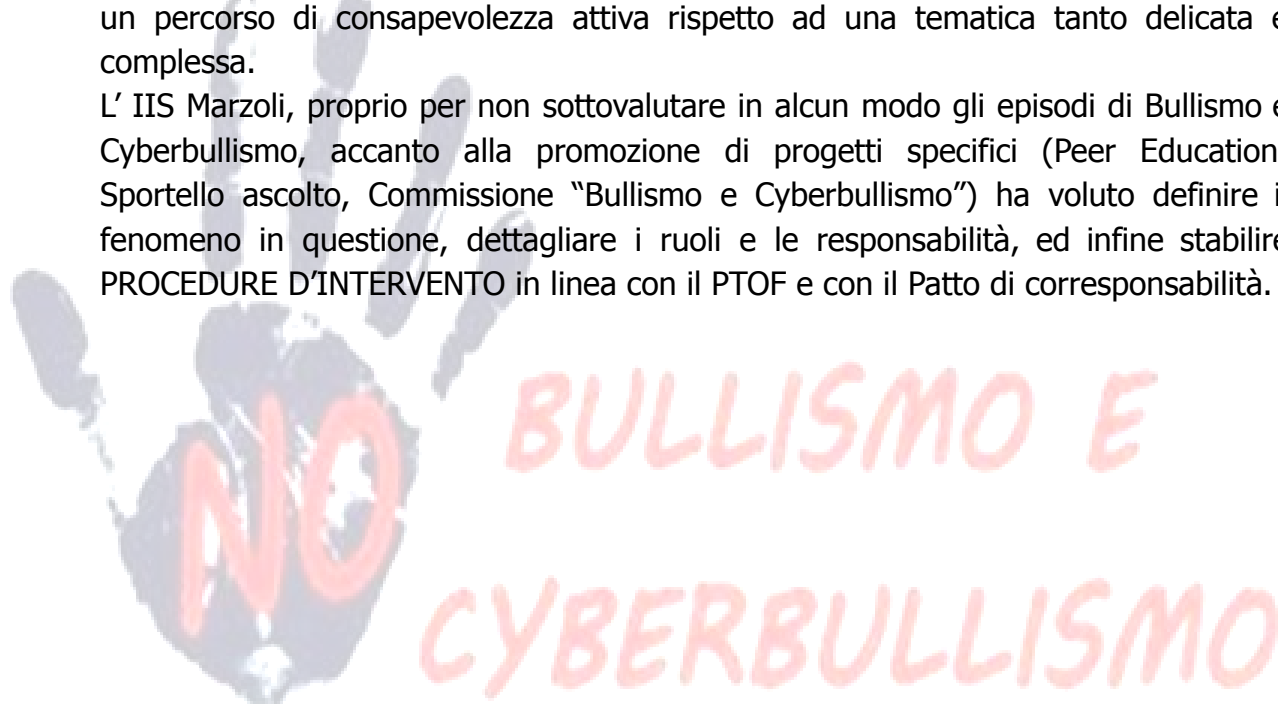 un percorso di consapevolezza attiva rispetto ad una tematica tanto delicata e
complessa.
L' IIS Marzoli, proprio per non sottovalutare in alcun modo gli episodi di Bullismo e
Cyberbullismo, accanto alla promozione di progetti specifici (Peer Education
Sportello ascolto, Commissione “Bullismo e Cyberbullismo”) ha voluto definire i
fenomeno in questione, dettagliare i ruoli e le responsabilità, ed infine stabilire
PROCEDURE D’INTERVENTO in linea con il PTOF e con il Patto di corresponsabilità.
NO
BULLISMO E
CYBERBULLISMO